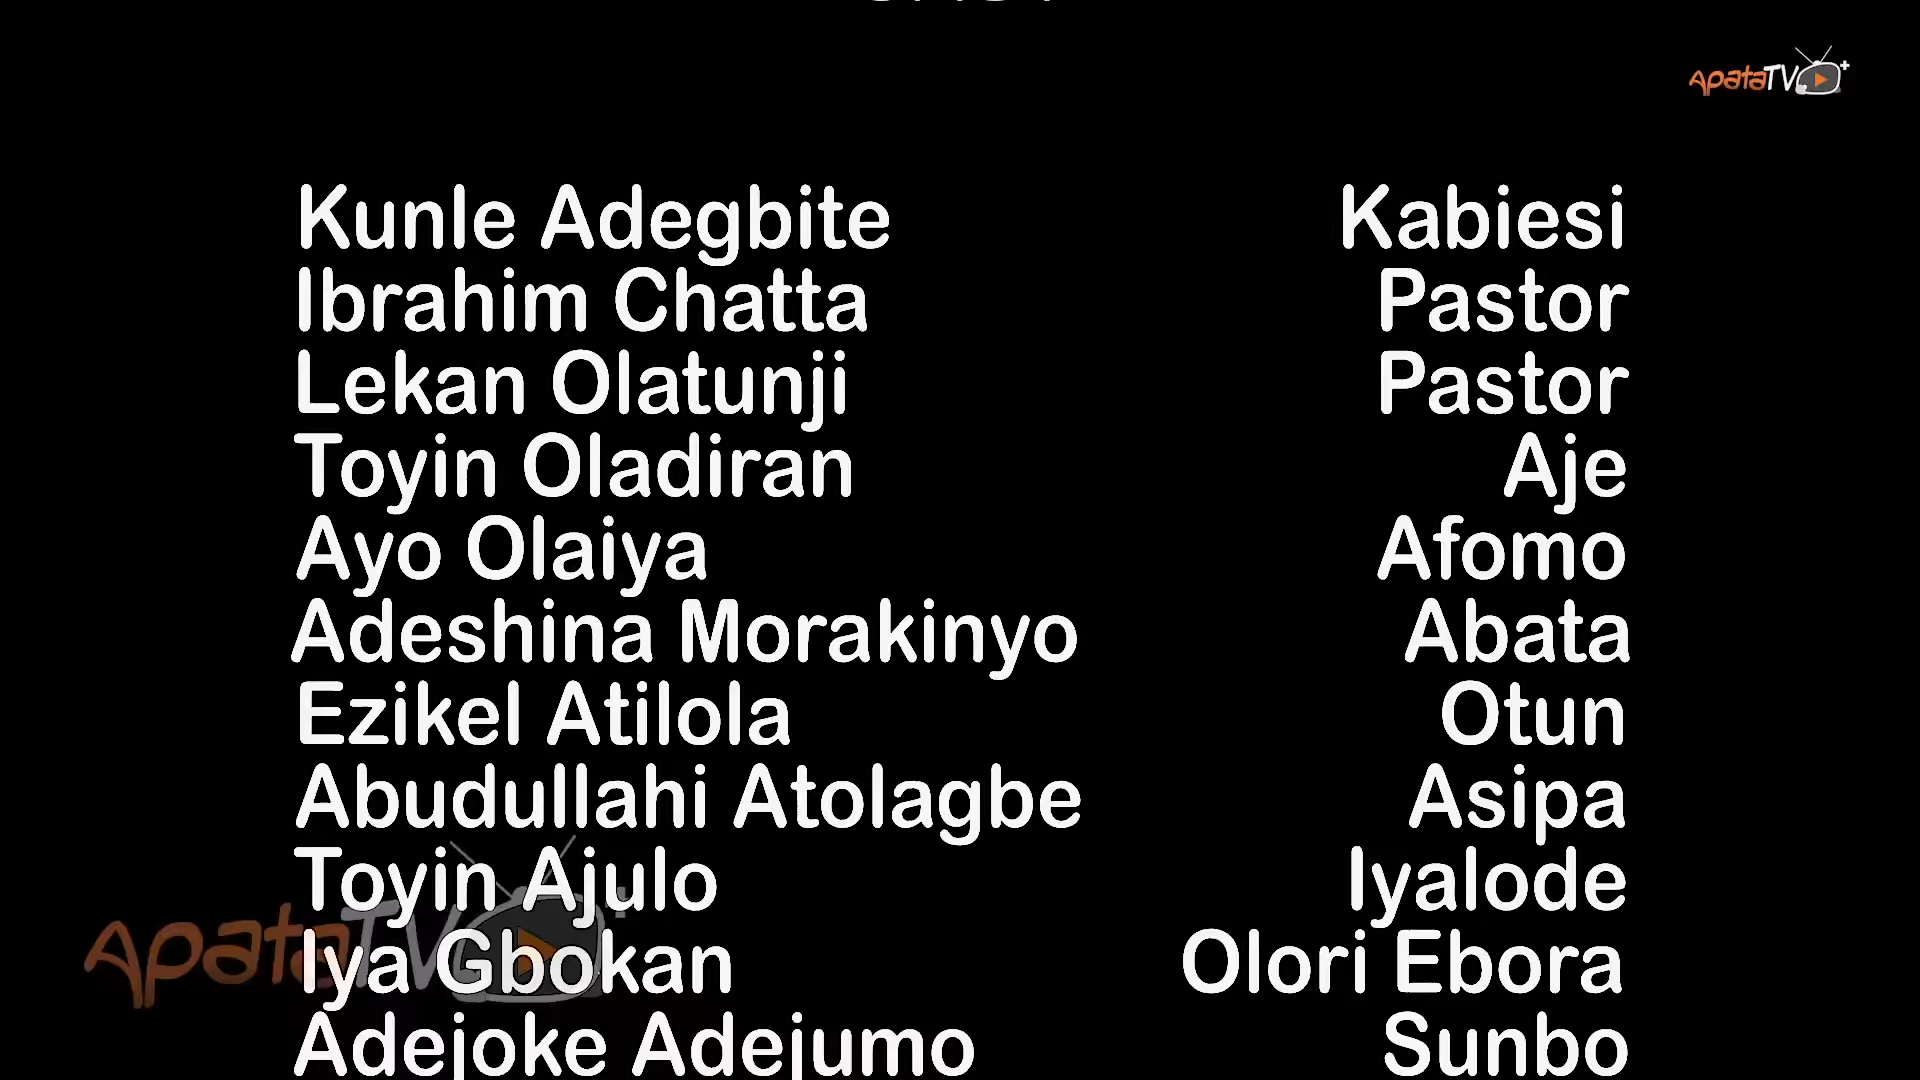 ApataTV+
Kunle Adegbite Kabiesi
Ibrahim Chatta Pastor
Lekan Olatunji Pastor
Toyin Oladiran Aje
Ayo Olaiya Afomo
Adeshina Morakinyo Abata
Ezikel Atilola Otun
Abudullahi Atolagbe Asipa
Toyin Ajulo Iyalode
ApataTV+
Iya Gbokan Olori Ebora
Adejoke Adejumo Sunbo